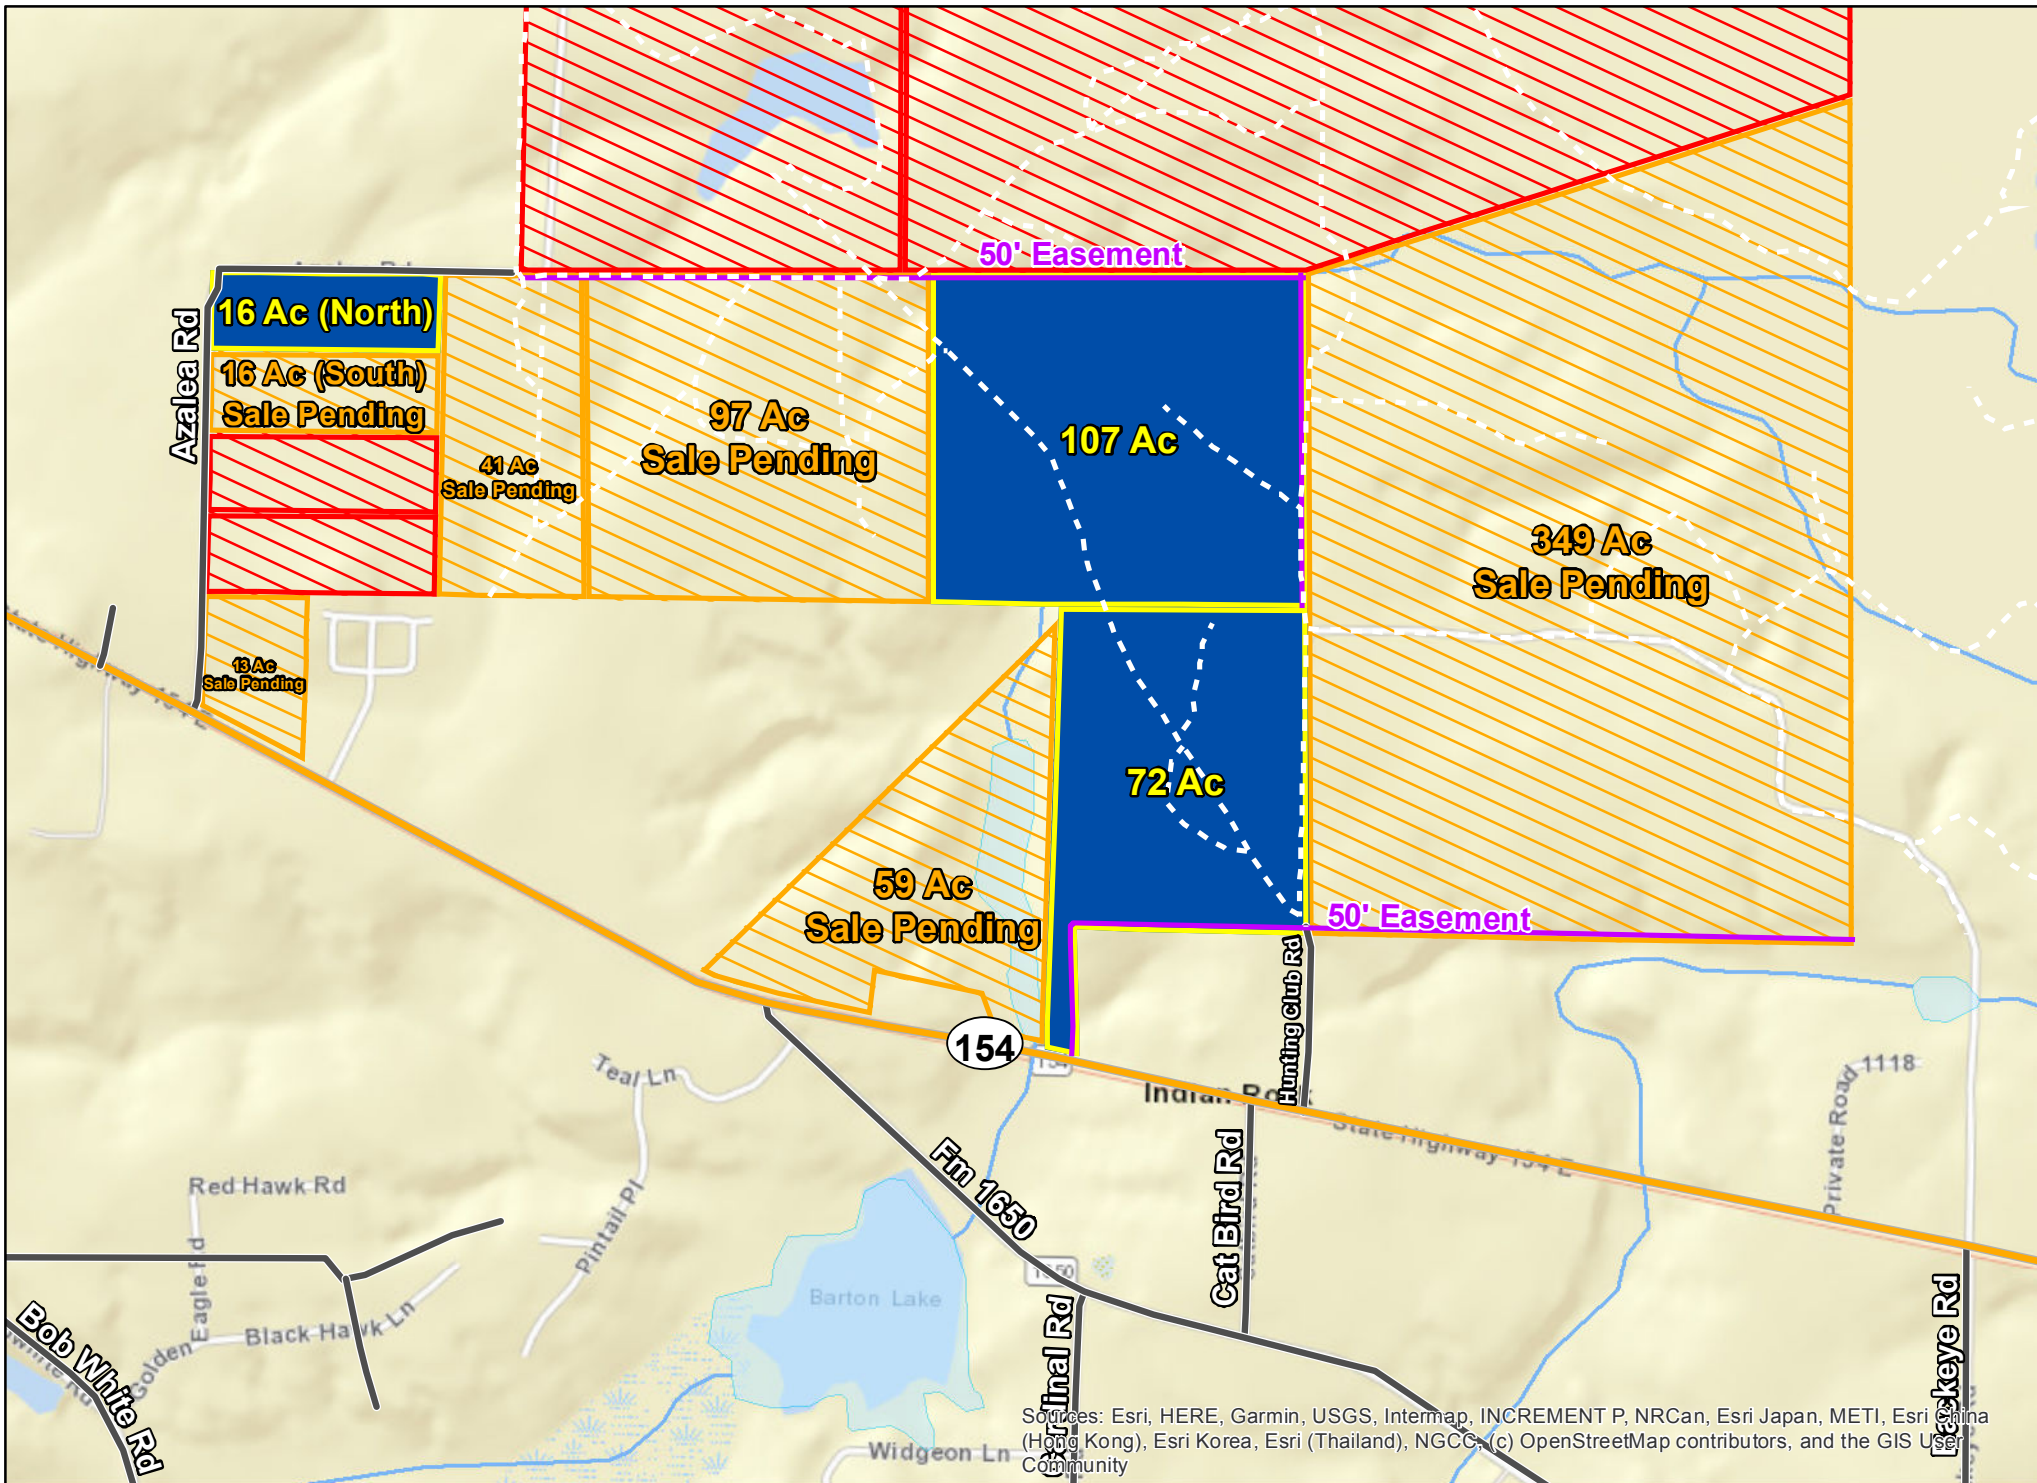 50' Easement
16 Ac (North)
Azalea Rd
16 Ac (South)
Sale Pending
97 Ac
Sale Pending
107 Ac
41 Ac
Sale Pending
349 Ac
Sale Pending
13 Ac
Sale Pending
72 Ac
59 Ac
Sale Pending
50' Easement
Hunting Club Rd
154
Indian Rock
State Highway 154 E
Teal Ln
Private Road 1118
Fm 1650
Cat Bird Rd
Red Hawk Rd
Pintail Pl
1650
Barton Lake
Golden Eagle
Black Hawk Ln
Bob White Rd
Cardinal Rd
Widgeon Ln
Sources: Esri, HERE, Garmin, USGS, Intermap, INCREMENT P, NRCan, Esri Japan, METI, Esri China
(Hong Kong), Esri Korea, Esri (Thailand), NGCC, (c) OpenStreetMap contributors, and the GIS User
Community